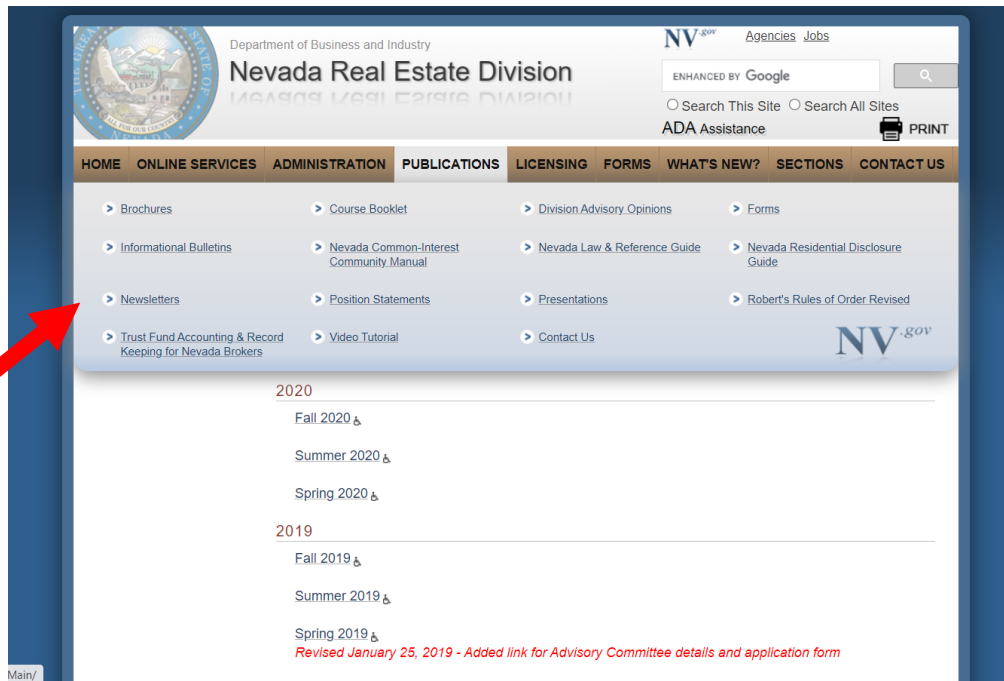 Department of Business and Industry
Nevada Real Estate Division
NV.gov Agencies Jobs
ENHANCED BY Google
Search This Site Search All Sites
ADA Assistance PRINT
HOME ONLINE SERVICES ADMINISTRATION PUBLICATIONS LICENSING FORMS WHAT'S NEW? SECTIONS CONTACT US
Brochures Course Booklet Division Advisory Opinions Forms
Informational Bulletins Nevada Common-Interest Nevada Law & Reference Guide Nevada Residential Disclosure
Community Manual Guide
Newsletters Position Statements Presentations Robert's Rules of Order Revised
Trust Fund Accounting & Record Video Tutorial Contact Us
Keeping for Nevada Brokers
NV.gov
2020
Fall 2020
Summer 2020
Spring 2020
2019
Fall 2019
Summer 2019
Spring 2019
Revised January 25, 2019 - Added link for Advisory Committee details and application form
Main/